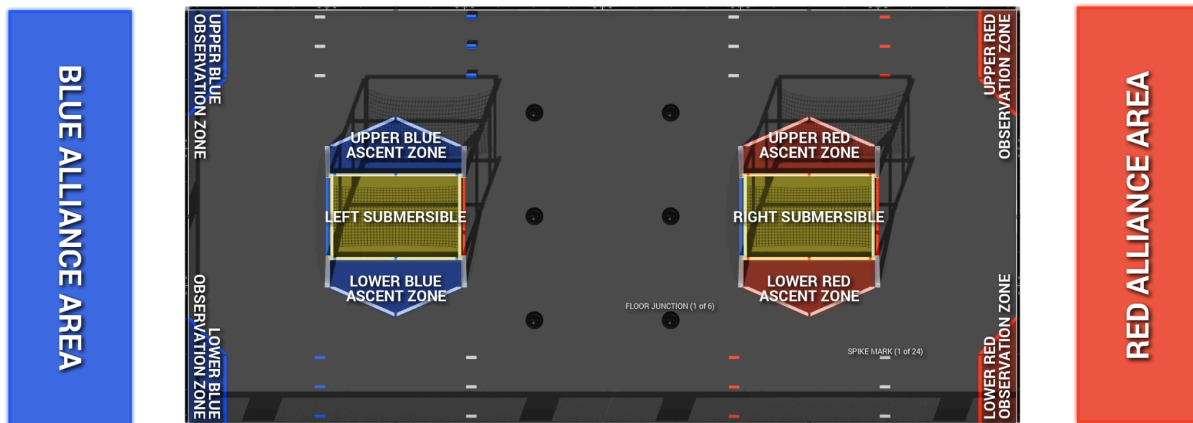 BLUE ALLIANCE AREA
UPPER BLUE
OBSERVATION ZONE
UPPER RED
OBSERVATION ZONE
RED ALLIANCE AREA
UPPER BLUE
ASCENT ZONE
UPPER RED
ASCENT ZONE
LEFT SUBMERSIBLE
RIGHT SUBMERSIBLE
LOWER BLUE
ASCENT ZONE
LOWER RED
ASCENT ZONE
FLOOR JUNCTION (1 of 6)
SPIKE MARK (1 of 24)
LOWER BLUE
OBSERVATION ZONE
LOWER RED
OBSERVATION ZONE